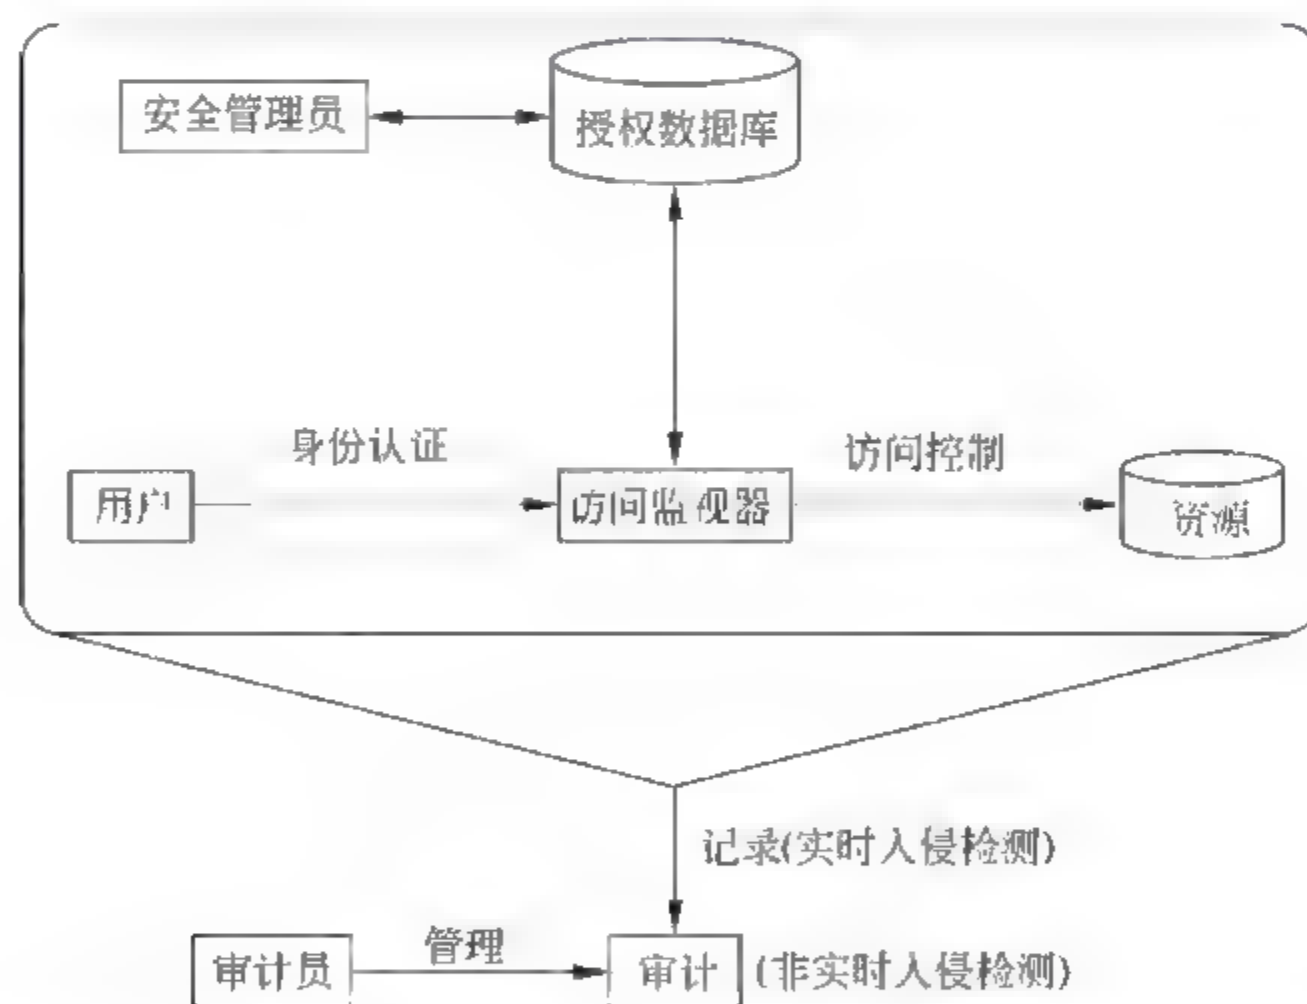 安全管理员
授权数据库
身份认证
访问控制
用户
访问监视器
资源
记录(实时入侵检测)
管理
审计员
审计
(非实时入侵检测)